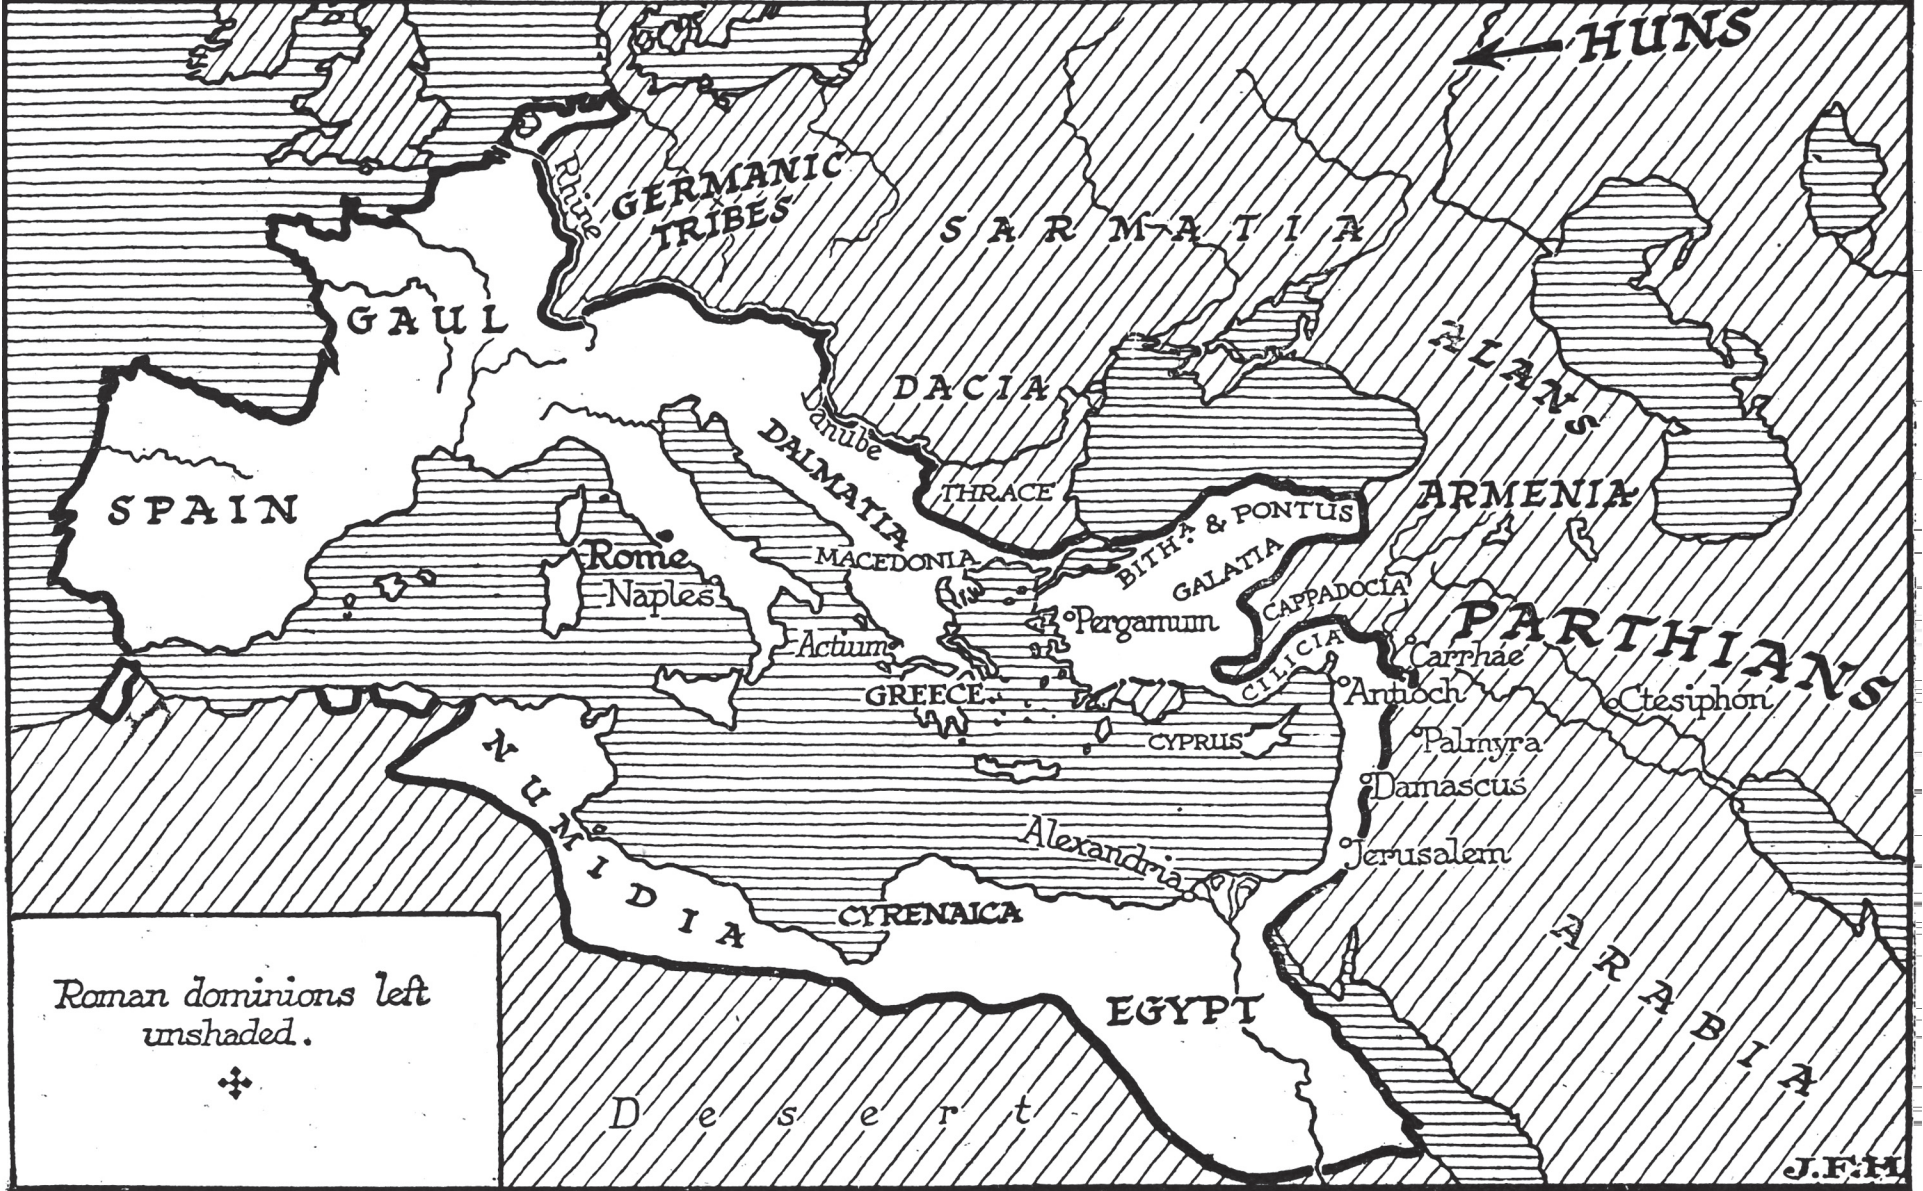 HUNS
Rhine
GERMANIC
TRIBES
SARMATIA
GAUL
ALANS
DACIA
Danube
DALMATIA
SPAIN
THRACE
ARMENIA
BITHA. & PONTUS
Rome
MACEDONIA
GALATIA
CAPPADOCIA
Naples
Pergamum
PARTHIANS
Actium
CILICIA
Carrhae
GREECE
Antioch
Ctesiphon
CYPRUS
Palmyra
NUMIDIA
Damascus
Alexandria
Jerusalem
CYRENAICA
ARABIA
EGYPT
Roman dominions left
unshaded.
Desert
J.F.H.